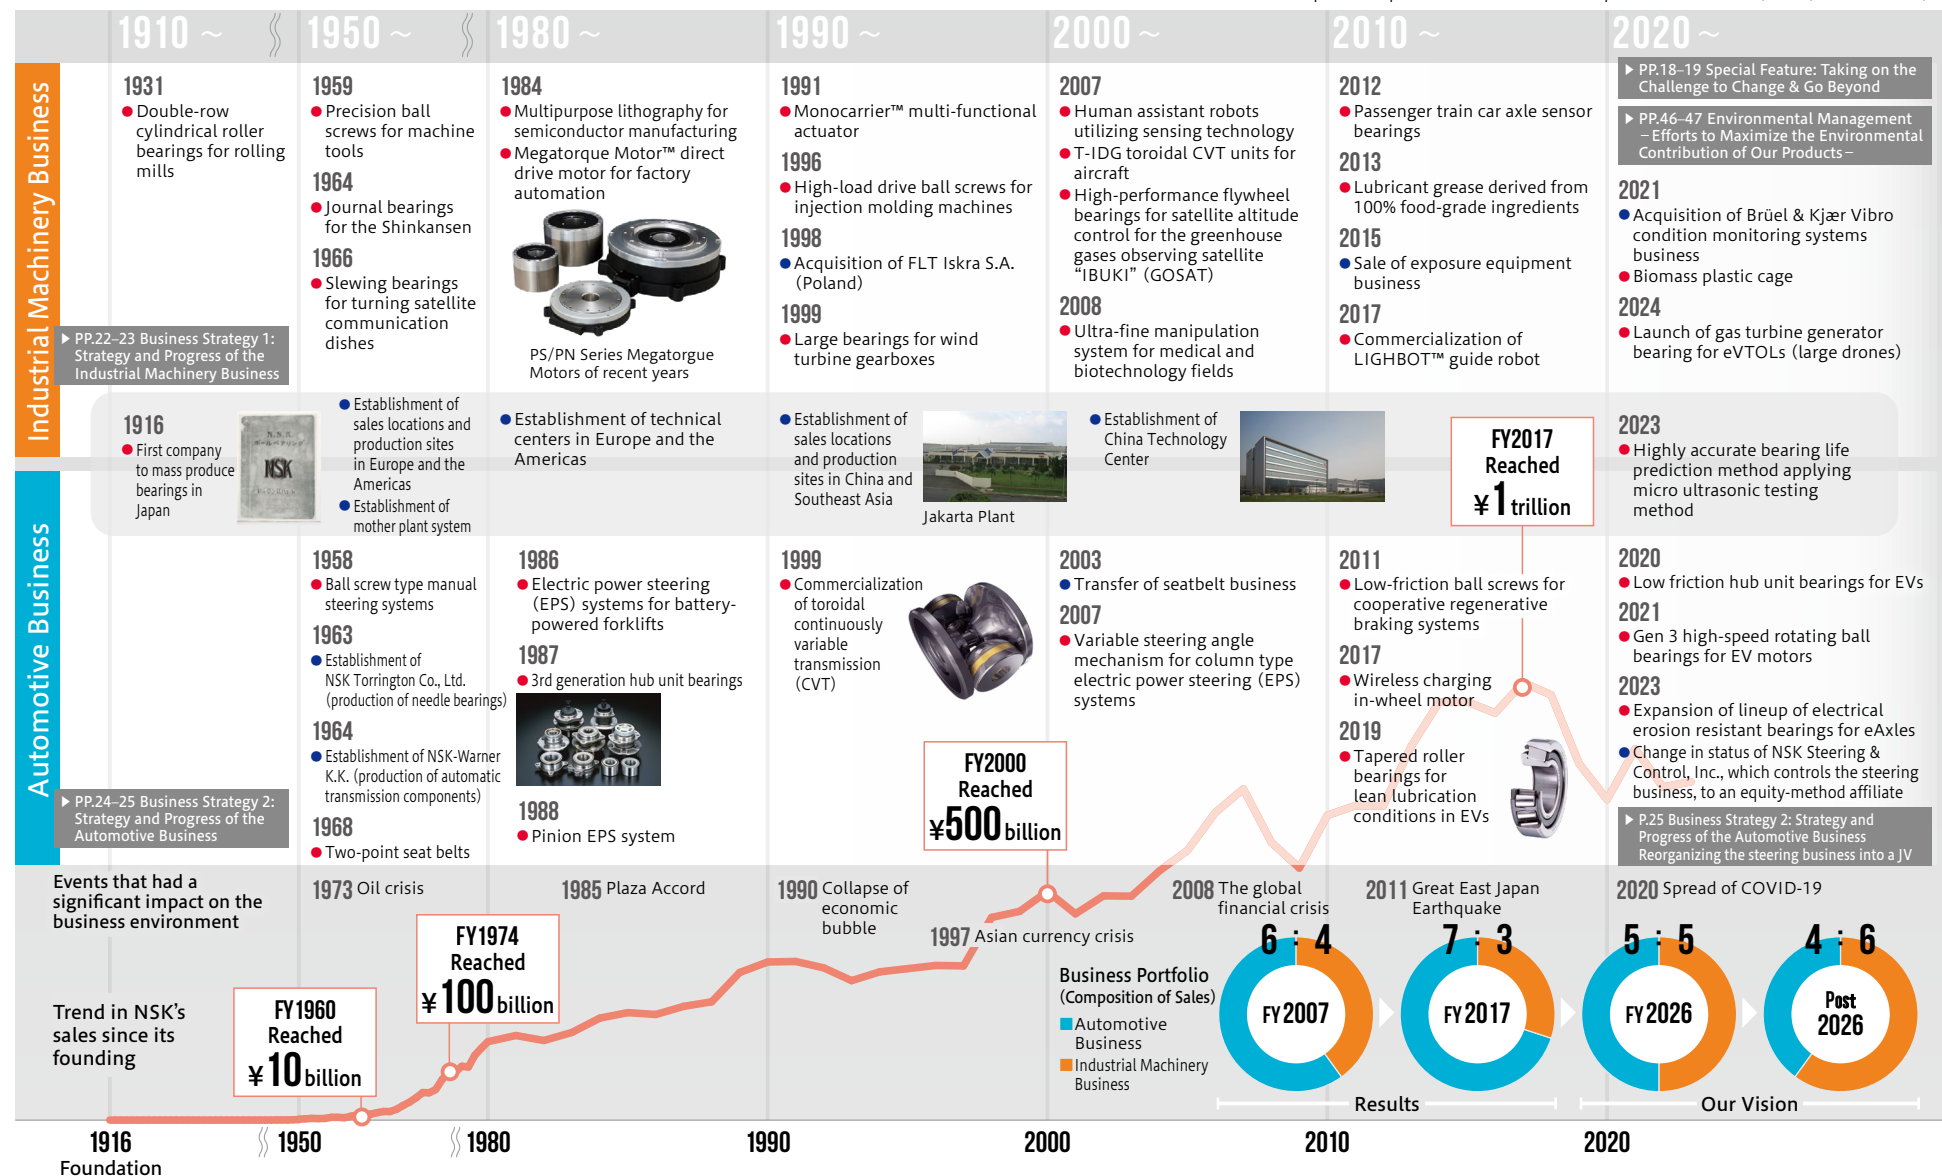 1910 ~
1950 ~
1980 ~
1990 ~
2000 ~
2010 ~
2020 ~
Industrial Machinery Business
1931
● Double-row
cylindrical roller
bearings for rolling
mills
▶ PP.22–23 Business Strategy 1:
Strategy and Progress of the
Industrial Machinery Business
1959
● Precision ball
screws for machine
tools
1964
● Journal bearings
for the Shinkansen
1966
● Slewing bearings
for turning satellite
communication
dishes
1984
● Multipurpose lithography for
semiconductor manufacturing
● Megatorque Motor™ direct
drive motor for factory
automation
PS/PN Series Megatorgue
Motors of recent years
1991
● Monocarrier™ multi-functional
actuator
1996
● High-load drive ball screws for
injection molding machines
1998
● Acquisition of FLT Iskra S.A.
(Poland)
1999
● Large bearings for wind
turbine gearboxes
2007
● Human assistant robots
utilizing sensing technology
● T-IDG toroidal CVT units for
aircraft
● High-performance flywheel
bearings for satellite altitude
control for the greenhouse
gases observing satellite
“IBUKI” (GOSAT)
2008
● Ultra-fine manipulation
system for medical and
biotechnology fields
2012
● Passenger train car axle sensor
bearings
2013
● Lubricant grease derived from
100% food-grade ingredients
2015
● Sale of exposure equipment
business
2017
● Commercialization of
LIGHBOT™ guide robot
▶ PP.18–19 Special Feature: Taking on the
Challenge to Change & Go Beyond
▶ PP.46–47 Environmental Management
–Efforts to Maximize the Environmental
Contribution of Our Products–
2021
● Acquisition of Brüel & Kjær Vibro
condition monitoring systems
business
● Biomass plastic cage
2024
● Launch of gas turbine generator
bearing for eVTOLs (large drones)
1916
● First company
to mass produce
bearings in
Japan
N.S.K.
ボールベアリング
NSK
● Establishment of
sales locations and
production sites
in Europe and the
Americas
● Establishment of
mother plant system
● Establishment of technical
centers in Europe and the
Americas
● Establishment of
sales locations
and production
sites in China and
Southeast Asia
Jakarta Plant
● Establishment of
China Technology
Center
FY2017
Reached
¥1 trillion
2023
● Highly accurate bearing life
prediction method applying
micro ultrasonic testing
method
Automotive Business
▶ PP.24–25 Business Strategy 2:
Strategy and Progress of the
Automotive Business
1958
● Ball screw type manual
steering systems
1963
● Establishment of
NSK Torrington Co., Ltd.
(production of needle bearings)
1964
● Establishment of NSK-Warner
K.K. (production of automatic
transmission components)
1968
● Two-point seat belts
1986
● Electric power steering
(EPS) systems for battery-
powered forklifts
1987
● 3rd generation hub unit bearings
1988
● Pinion EPS system
1999
● Commercialization
of toroidal
continuously
variable
transmission
(CVT)
FY2000
Reached
¥500 billion
2003
● Transfer of seatbelt business
2007
● Variable steering angle
mechanism for column type
electric power steering (EPS)
systems
2011
● Low-friction ball screws for
cooperative regenerative
braking systems
2017
● Wireless charging
in-wheel motor
2019
● Tapered roller
bearings for
lean lubrication
conditions in EVs
2020
● Low friction hub unit bearings for EVs
2021
● Gen 3 high-speed rotating ball
bearings for EV motors
2023
● Expansion of lineup of electrical
erosion resistant bearings for eAxles
● Change in status of NSK Steering &
Control, Inc., which controls the steering
business, to an equity-method affiliate
▶ P.25 Business Strategy 2: Strategy and
Progress of the Automotive Business
Reorganizing the steering business into a JV
Events that had a
significant impact on the
business environment
1973 Oil crisis
1985 Plaza Accord
1990 Collapse of
economic
bubble
1997 Asian currency crisis
2008 The global
financial crisis
2011 Great East Japan
Earthquake
2020 Spread of COVID-19
Trend in NSK’s
sales since its
founding
FY1960
Reached
¥10 billion
FY1974
Reached
¥100 billion
Business Portfolio
(Composition of Sales)
Automotive
Business
Industrial Machinery
Business
6 : 4
FY 2007
7 : 3
FY 2017
5 : 5
FY 2026
4 : 6
Post
2026
Results
Our Vision
1916
Foundation
1950
1980
1990
2000
2010
2020